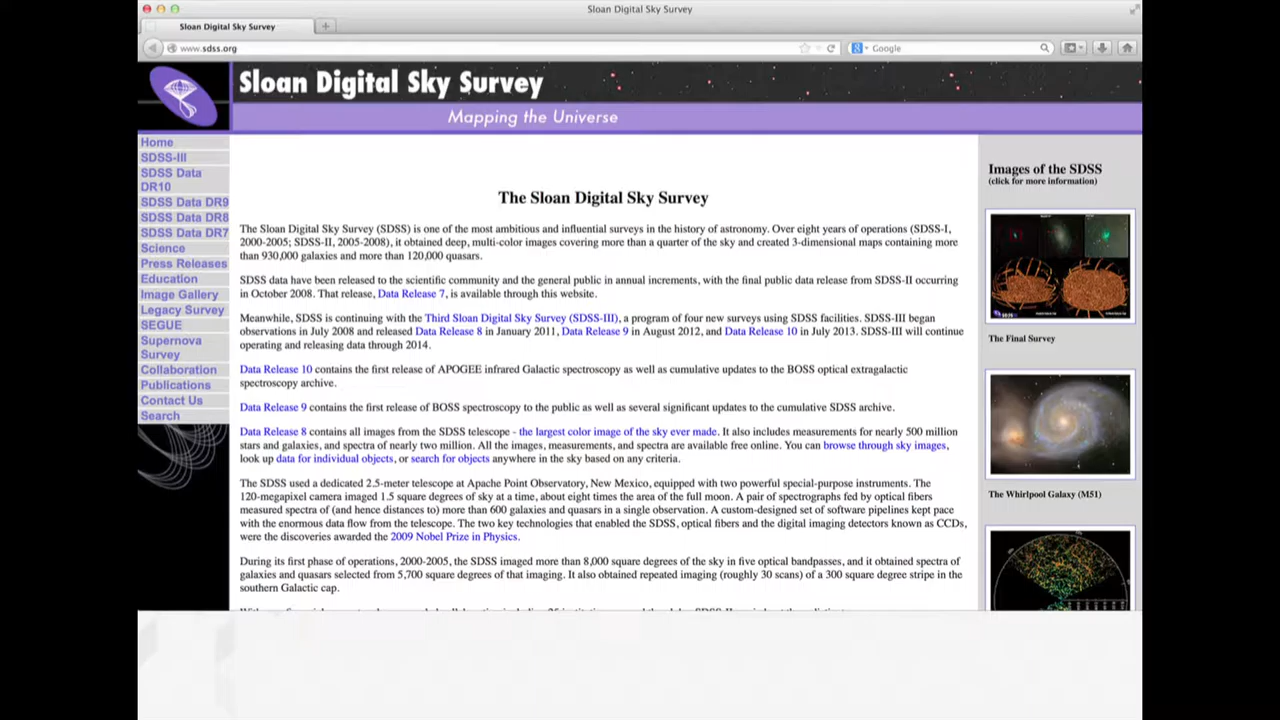 Sloan Digital Sky Survey
Sloan Digital Sky Survey
www.sdss.org
Google
Sloan Digital Sky Survey
Mapping the Universe
Home
SDSS-III
SDSS Data
DR10
SDSS Data DR9
SDSS Data DR8
SDSS Data DR7
Science
Press Releases
Education
Image Gallery
Legacy Survey
SEGUE
Supernova
Survey
Collaboration
Publications
Contact Us
Search
The Sloan Digital Sky Survey
The Sloan Digital Sky Survey (SDSS) is one of the most ambitious and influential surveys in the history of astronomy. Over eight years of operations (SDSS-I,
2000-2005; SDSS-II, 2005-2008), it obtained deep, multi-color images covering more than a quarter of the sky and created 3-dimensional maps containing more
than 930,000 galaxies and more than 120,000 quasars.
SDSS data have been released to the scientific community and the general public in annual increments, with the final public data release from SDSS-II occurring
in October 2008. That release, Data Release 7, is available through this website.
Meanwhile, SDSS is continuing with the Third Sloan Digital Sky Survey (SDSS-III), a program of four new surveys using SDSS facilities. SDSS-III began
observations in July 2008 and released Data Release 8 in January 2011, Data Release 9 in August 2012, and Data Release 10 in July 2013. SDSS-III will continue
operating and releasing data through 2014.
Data Release 10 contains the first release of APOGEE infrared Galactic spectroscopy as well as cumulative updates to the BOSS optical extragalactic
spectroscopy archive.
Data Release 9 contains the first release of BOSS spectroscopy to the public as well as several significant updates to the cumulative SDSS archive.
Data Release 8 contains all images from the SDSS telescope - the largest color image of the sky ever made. It also includes measurements for nearly 500 million
stars and galaxies, and spectra of nearly two million. All the images, measurements, and spectra are available free online. You can browse through sky images,
look up data for individual objects, or search for objects anywhere in the sky based on any criteria.
The SDSS used a dedicated 2.5-meter telescope at Apache Point Observatory, New Mexico, equipped with two powerful special-purpose instruments. The
120-megapixel camera imaged 1.5 square degrees of sky at a time, about eight times the area of the full moon. A pair of spectrographs fed by optical fibers
measured spectra of (and hence distances to) more than 600 galaxies and quasars in a single observation. A custom-designed set of software pipelines kept pace
with the enormous data flow from the telescope. The two key technologies that enabled the SDSS, optical fibers and the digital imaging detectors known as CCDs,
were the discoveries awarded the 2009 Nobel Prize in Physics.
During its first phase of operations, 2000-2005, the SDSS imaged more than 8,000 square degrees of the sky in five optical bandpasses, and it obtained spectra of
galaxies and quasars selected from 5,700 square degrees of that imaging. It also obtained repeated imaging (roughly 30 scans) of a 300 square degree stripe in the
southern Galactic cap.
Images of the SDSS
(click for more information)
The Final Survey
The Whirlpool Galaxy (M51)